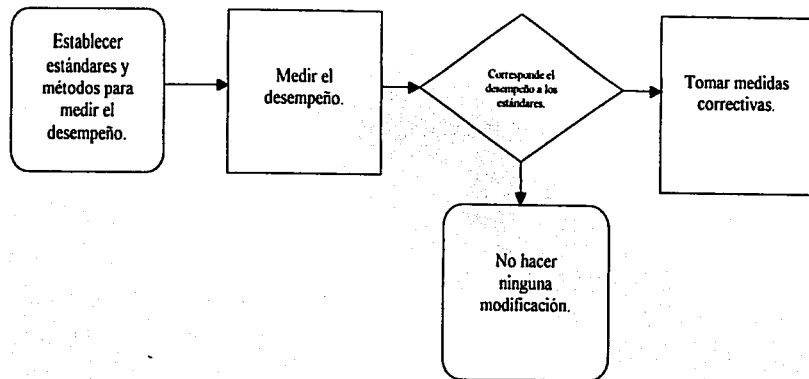 Establecer
estándares y
métodos para
medir el
desempeño.
Medir el
desempeño.
Corresponde el
desempeño a los
estándares.
Tomar medidas
correctivas.
No hacer
ninguna
modificación.